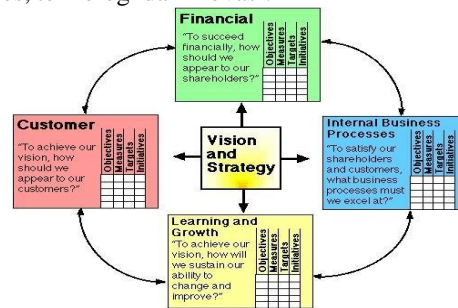 Financial
"To succeed
financially, how
should we
appear to our
shareholders?"
Objectives
Measures
Targets
Initiatives
Customer
"To achieve our
vision, how
should we
appear to our
customers?"
Objectives
Measures
Targets
Initiatives
Vision
and
Strategy
Internal Business
Processes
"To satisfy our
shareholders
and customers,
what business
processes must
we excel at?"
Objectives
Measures
Targets
Initiatives
Learning and
Growth
"To achieve our
vision, how will
we sustain our
ability to
change and
improve?"
Objectives
Measures
Targets
Initiatives